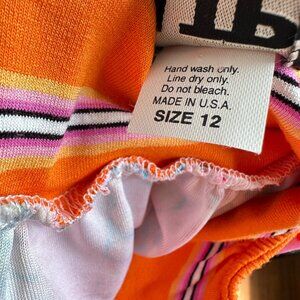 Hand wash only.
Line dry only.
Do not bleach.
MADE IN U.S.A.
SIZE 12